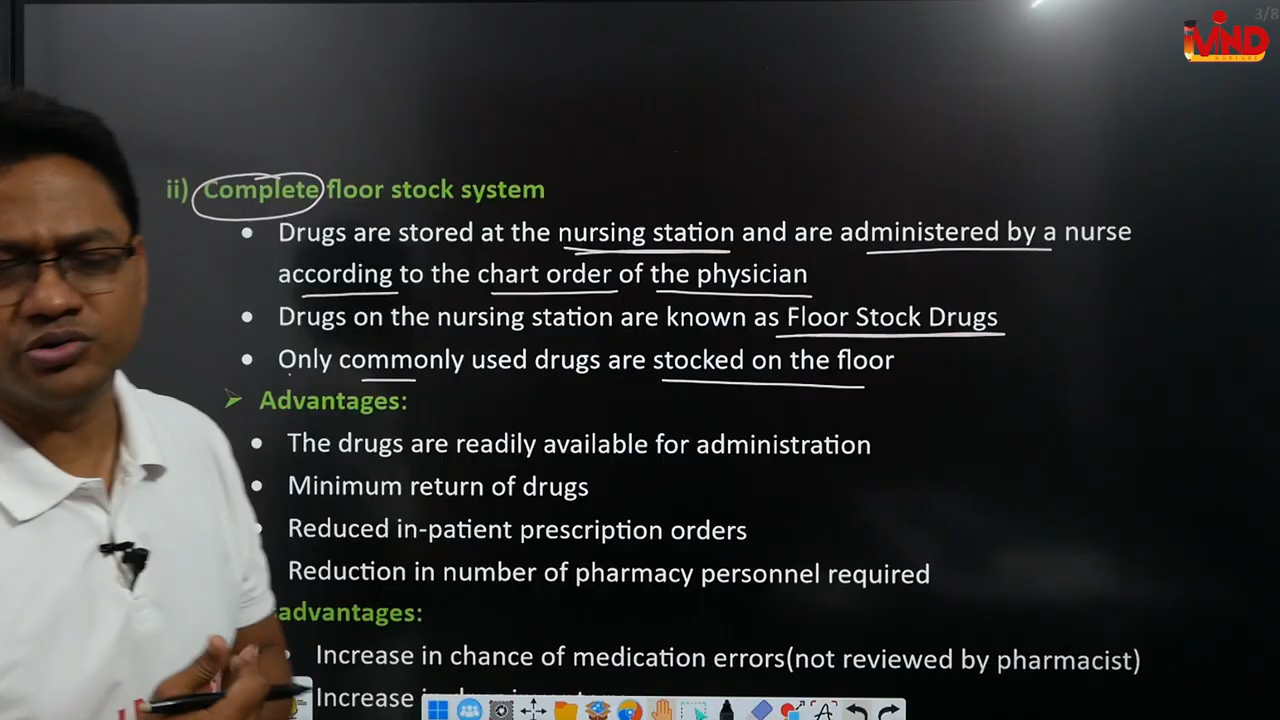 3/8
MIND
NURTURE
ii) Complete floor stock system
• Drugs are stored at the nursing station and are administered by a nurse
according to the chart order of the physician
• Drugs on the nursing station are known as Floor Stock Drugs
• Only commonly used drugs are stocked on the floor
➢ Advantages:
• The drugs are readily available for administration
• Minimum return of drugs
• Reduced in-patient prescription orders
Reduction in number of pharmacy personnel required
advantages:
• Increase in chance of medication errors(not reviewed by pharmacist)
Increase